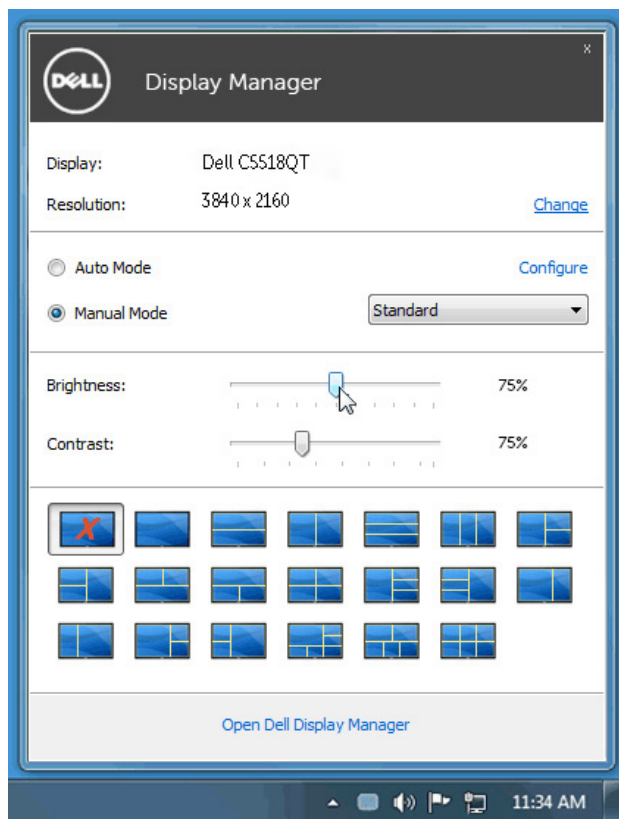 x
DELL Display Manager
Display: Dell C5518QT
Resolution: 3840 x 2160 Change
Auto Mode Configure
Manual Mode Standard
Brightness: 75%
Contrast: 75%
Open Dell Display Manager
11:34 AM